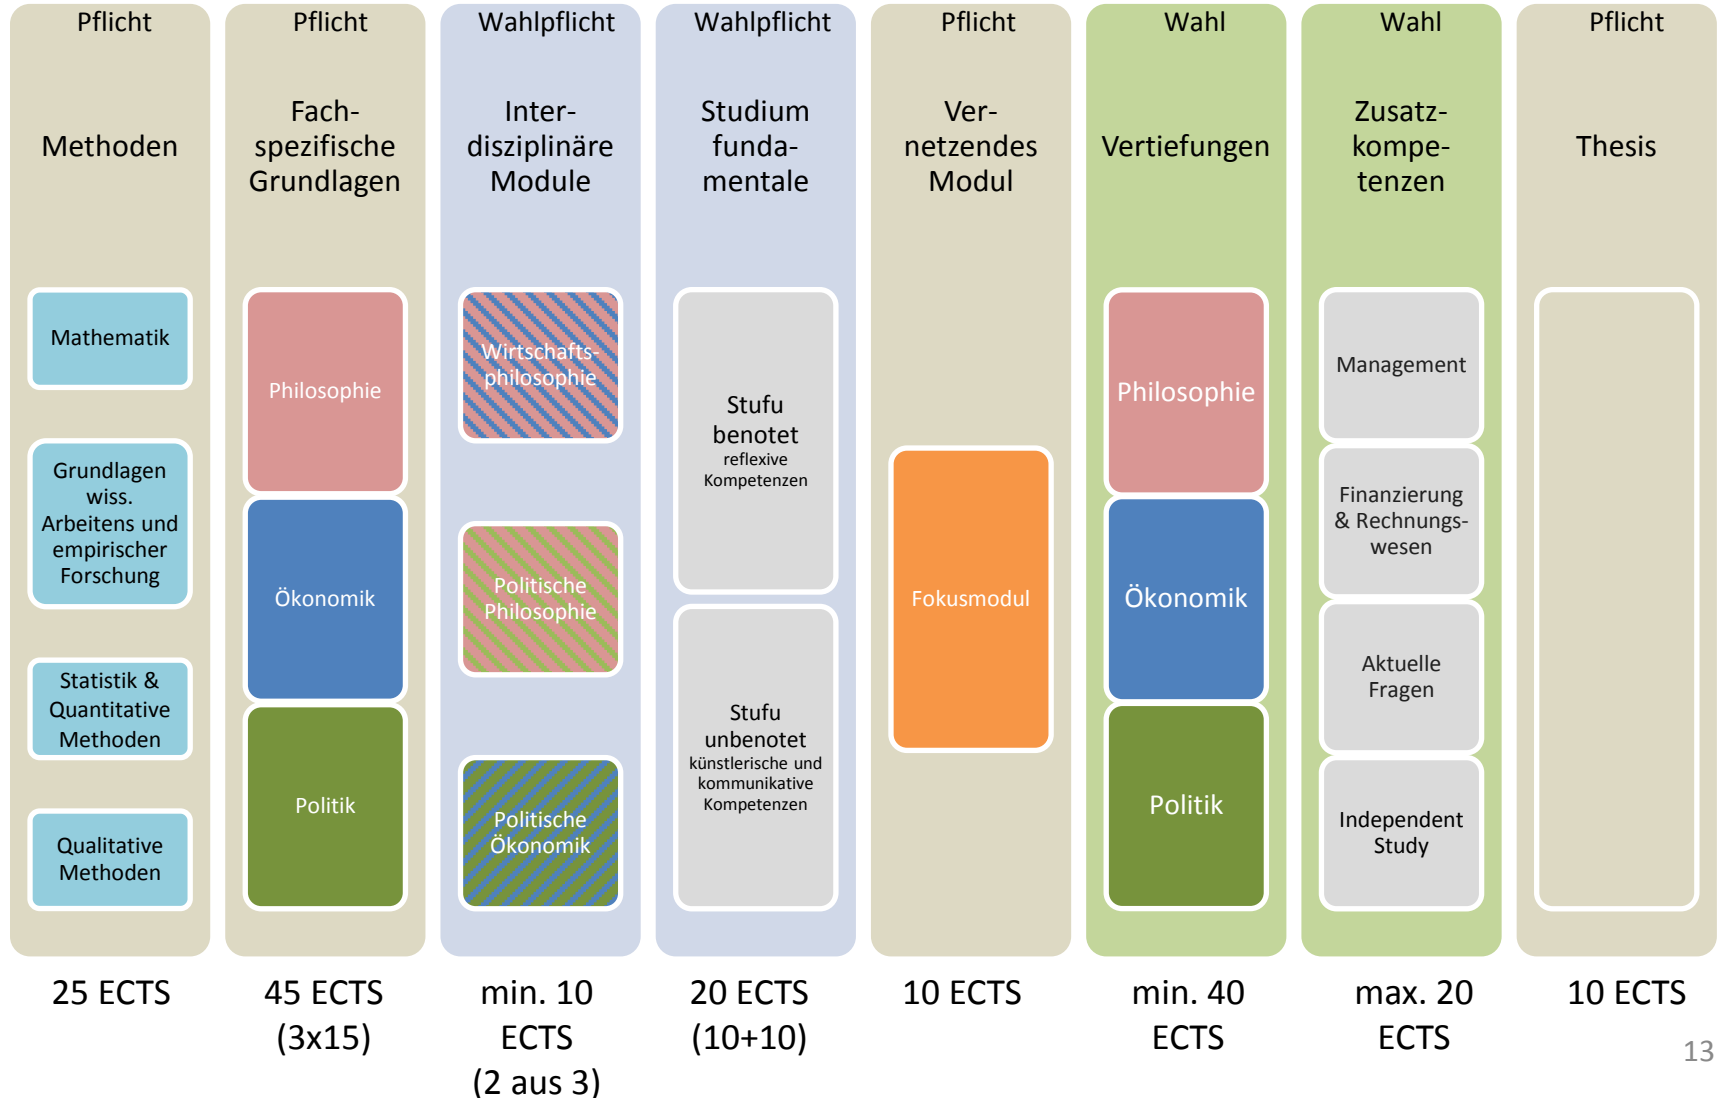 Pflicht
Methoden
Mathematik
Grundlagen
wiss.
Arbeitens und
empirischer
Forschung
Statistik &
Quantitative
Methoden
Qualitative
Methoden
25 ECTS
Pflicht
Fach-
spezifische
Grundlagen
Philosophie
Ökonomik
Politik
45 ECTS
(3x15)
Wahlpflicht
Inter-
disziplinäre
Module
Wirtschafts-
philosophie
Politische
Philosophie
Politische
Ökonomik
min. 10
ECTS
(2 aus 3)
Wahlpflicht
Studium
funda-
mentale
Stufu
benotet
reflexive
Kompetenzen
Stufu
unbenotet
künstlerische und
kommunikative
Kompetenzen
20 ECTS
(10+10)
Pflicht
Ver-
netzendes
Modul
Fokusmodul
10 ECTS
Wahl
Vertiefungen
Philosophie
Ökonomik
Politik
min. 40
ECTS
Wahl
Zusatz-
kompe-
tenzen
Management
Finanzierung
& Rechnungs-
wesen
Aktuelle
Fragen
Independent
Study
max. 20
ECTS
Pflicht
Thesis
10 ECTS
13